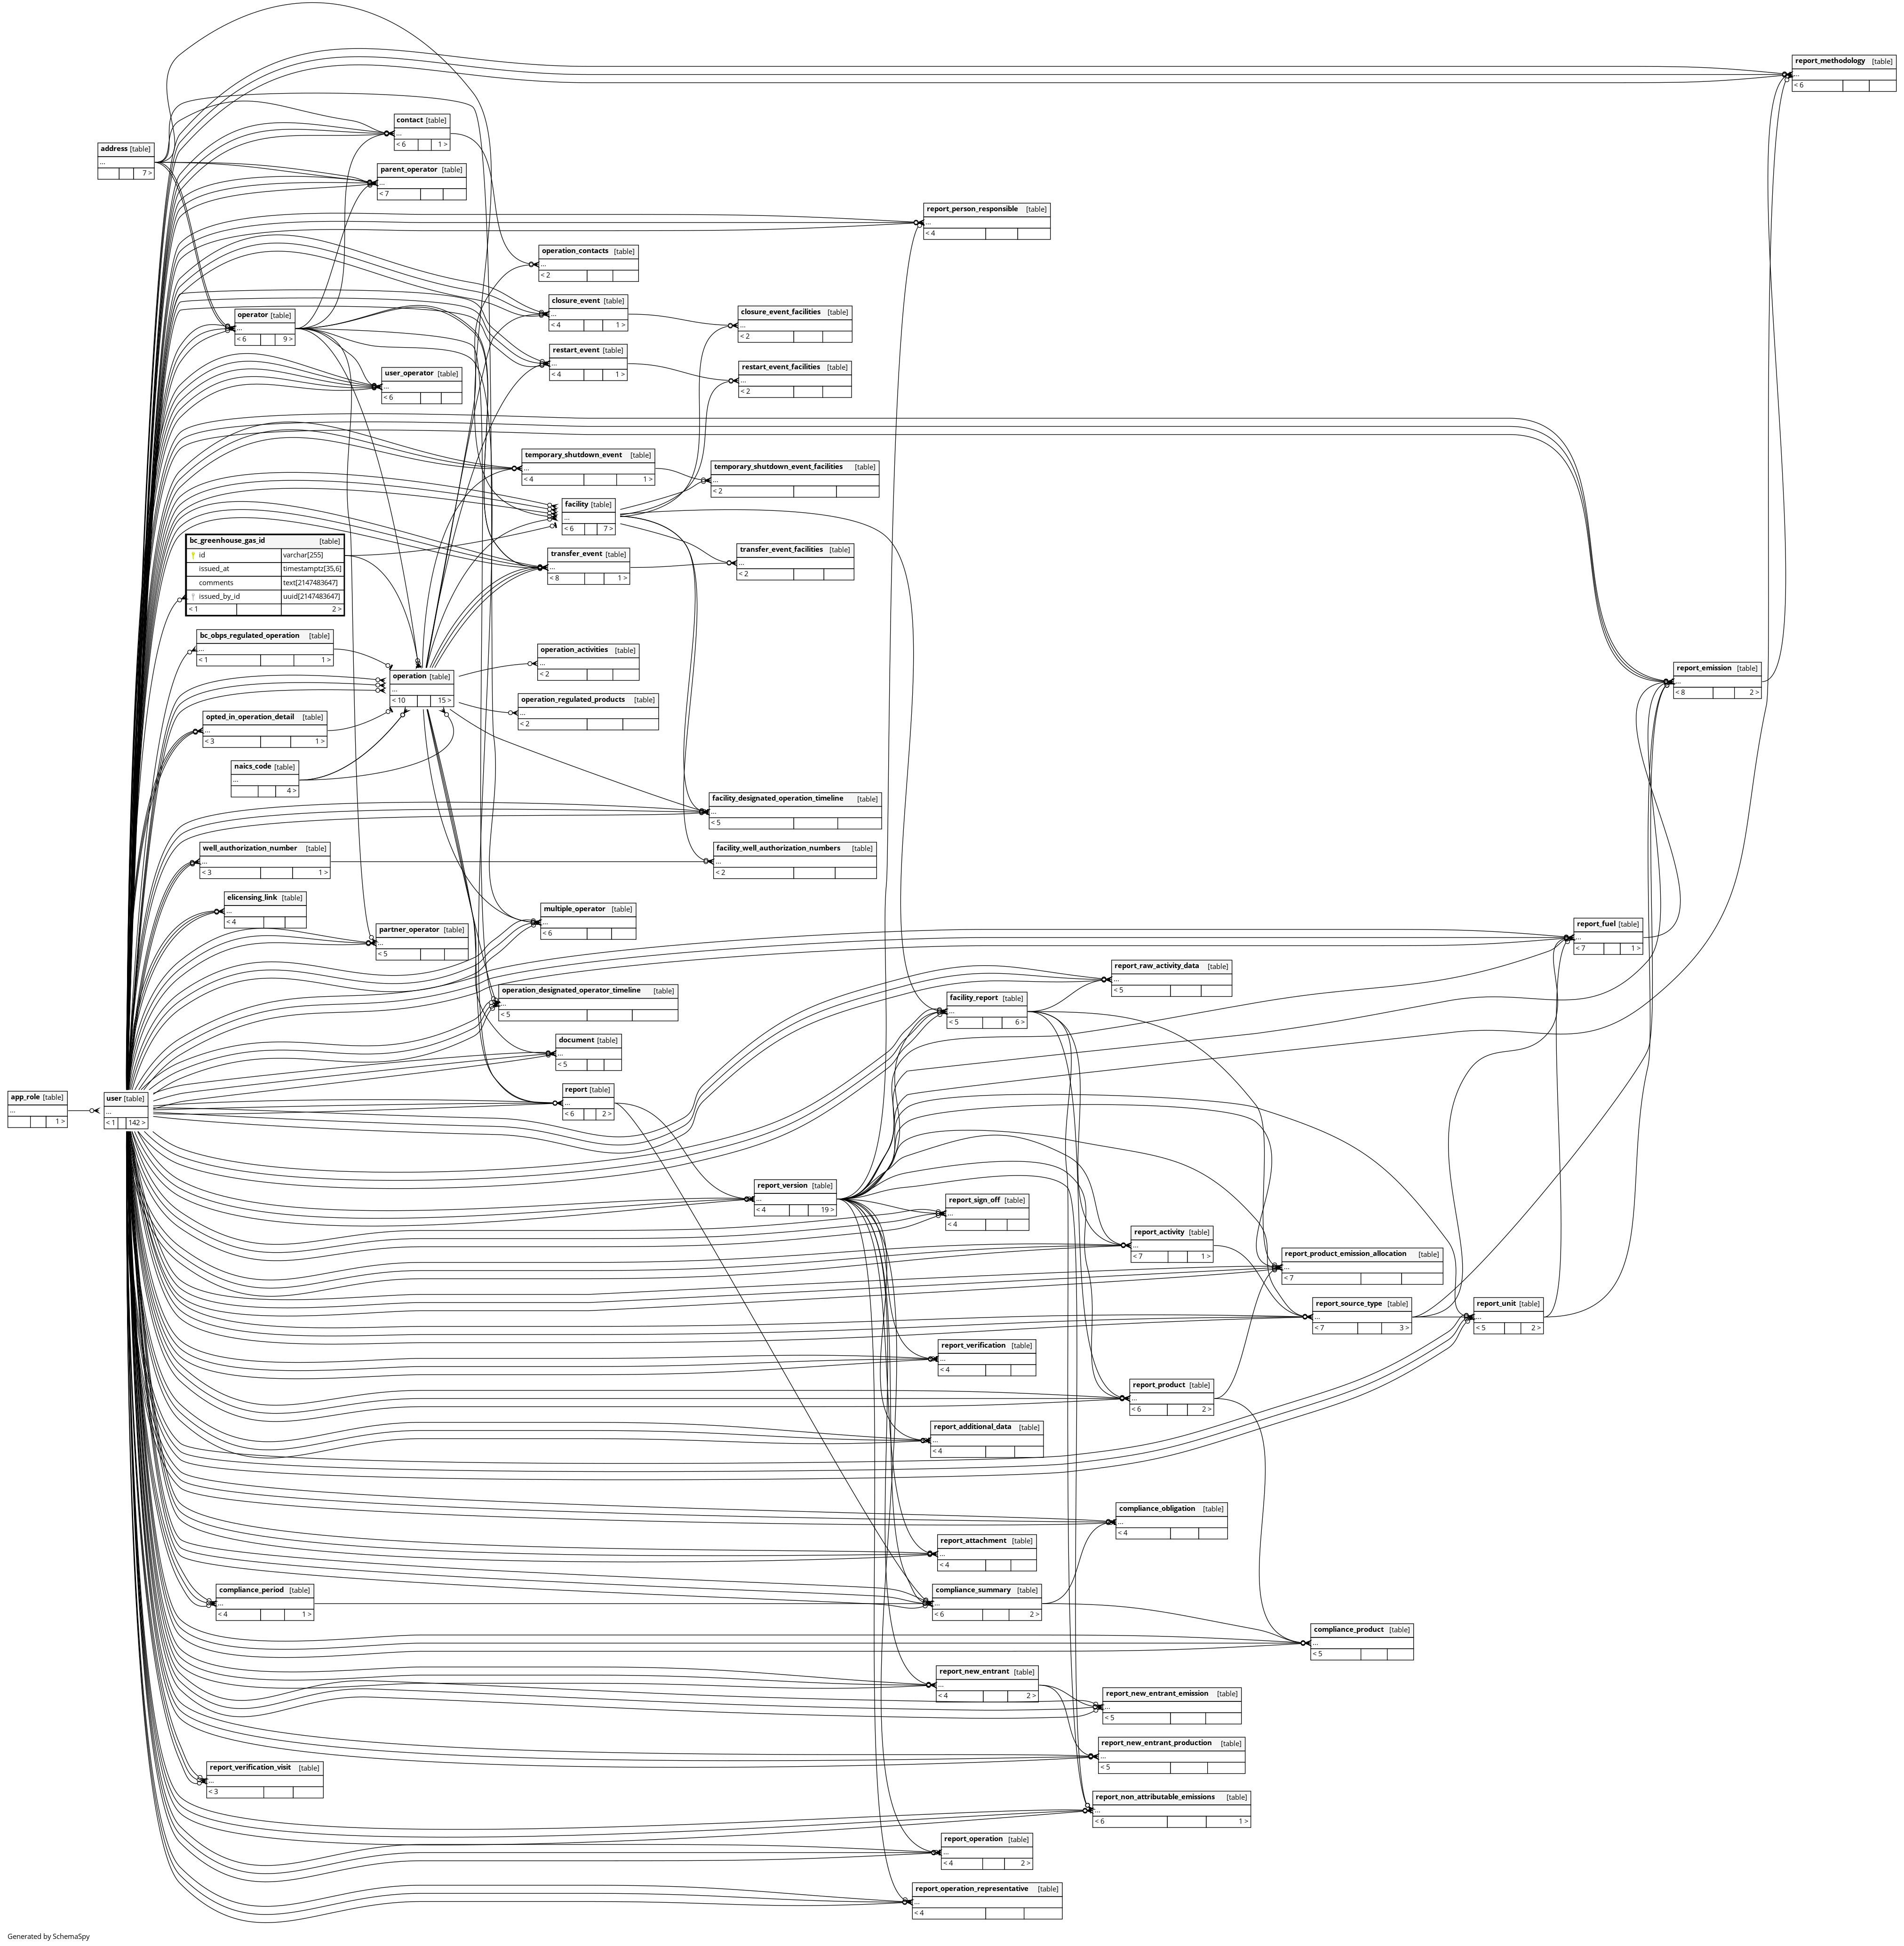 report_methodology [table]
...
< 6
contact [table]
...
< 6 1 >
address [table]
...
7 >
parent_operator [table]
...
< 7
report_person_responsible [table]
...
< 4
operation_contacts [table]
...
< 2
closure_event [table]
...
< 4 1 >
closure_event_facilities [table]
...
< 2
operator [table]
...
< 6 9 >
restart_event [table]
...
< 4 1 >
restart_event_facilities [table]
...
< 2
user_operator [table]
...
< 6
temporary_shutdown_event [table]
...
< 4 1 >
temporary_shutdown_event_facilities [table]
...
< 2
facility [table]
...
< 6 7 >
bc_greenhouse_gas_id [table]
id varchar[255]
issued_at timestamptz[35,6]
comments text[2147483647]
issued_by_id uuid[2147483647]
< 1 2 >
transfer_event [table]
...
< 8 1 >
transfer_event_facilities [table]
...
< 2
bc_obps_regulated_operation [table]
...
< 1 1 >
operation_activities [table]
...
< 2
operation [table]
...
< 10 15 >
report_emission [table]
...
< 8 2 >
operation_regulated_products [table]
...
< 2
opted_in_operation_detail [table]
...
< 3 1 >
naics_code [table]
...
4 >
facility_designated_operation_timeline [table]
...
< 5
well_authorization_number [table]
...
< 3 1 >
facility_well_authorization_numbers [table]
...
< 2
elicensing_link [table]
...
< 4
multiple_operator [table]
...
< 6
partner_operator [table]
...
< 5
report_fuel [table]
...
< 7 1 >
report_raw_activity_data [table]
...
< 5
operation_designated_operator_timeline [table]
...
< 5
facility_report [table]
...
< 5 6 >
document [table]
...
< 5
app_role [table]
...
1 >
user [table]
...
< 1 142 >
report [table]
...
< 6 2 >
report_version [table]
...
< 4 19 >
report_sign_off [table]
...
< 4
report_activity [table]
...
< 7 1 >
report_product_emission_allocation [table]
...
< 7
report_source_type [table]
...
< 7 3 >
report_unit [table]
...
< 5 2 >
report_verification [table]
...
< 4
report_product [table]
...
< 6 2 >
report_additional_data [table]
...
< 4
compliance_obligation [table]
...
< 4
report_attachment [table]
...
< 4
compliance_period [table]
...
< 4 1 >
compliance_summary [table]
...
< 6 2 >
compliance_product [table]
...
< 5
report_new_entrant [table]
...
< 4 2 >
report_new_entrant_emission [table]
...
< 5
report_new_entrant_production [table]
...
< 5
report_verification_visit [table]
...
< 3
report_non_attributable_emissions [table]
...
< 6 1 >
report_operation [table]
...
< 4 2 >
report_operation_representative [table]
...
< 4
Generated by SchemaSpy